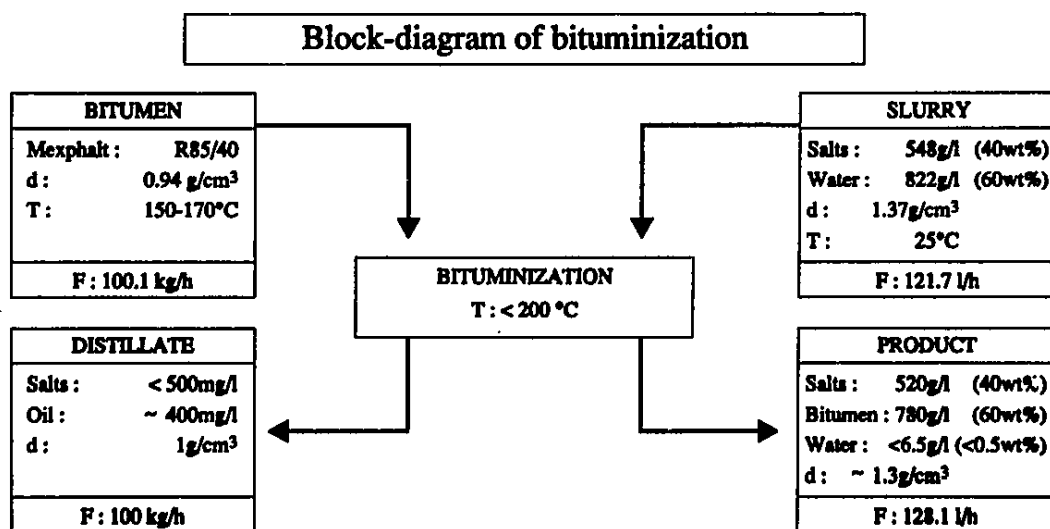 Block-diagram of bituminization
BITUMEN
Mexphalt : R85/40
d : 0.94 g/cm³
T : 150-170°C
F : 100.1 kg/h
SLURRY
Salts : 548g/l (40wt%)
Water : 822g/l (60wt%)
d : 1.37g/cm³
T : 25°C
F : 121.7 l/h
BITUMINIZATION
T : < 200 °C
DISTILLATE
Salts : < 500mg/l
Oil : ~ 400mg/l
d : 1g/cm³
F : 100 kg/h
PRODUCT
Salts : 520g/l (40wt%)
Bitumen : 780g/l (60wt%)
Water : <6.5g/l (<0.5wt%)
d : ~ 1.3g/cm³
F : 128.1 l/h